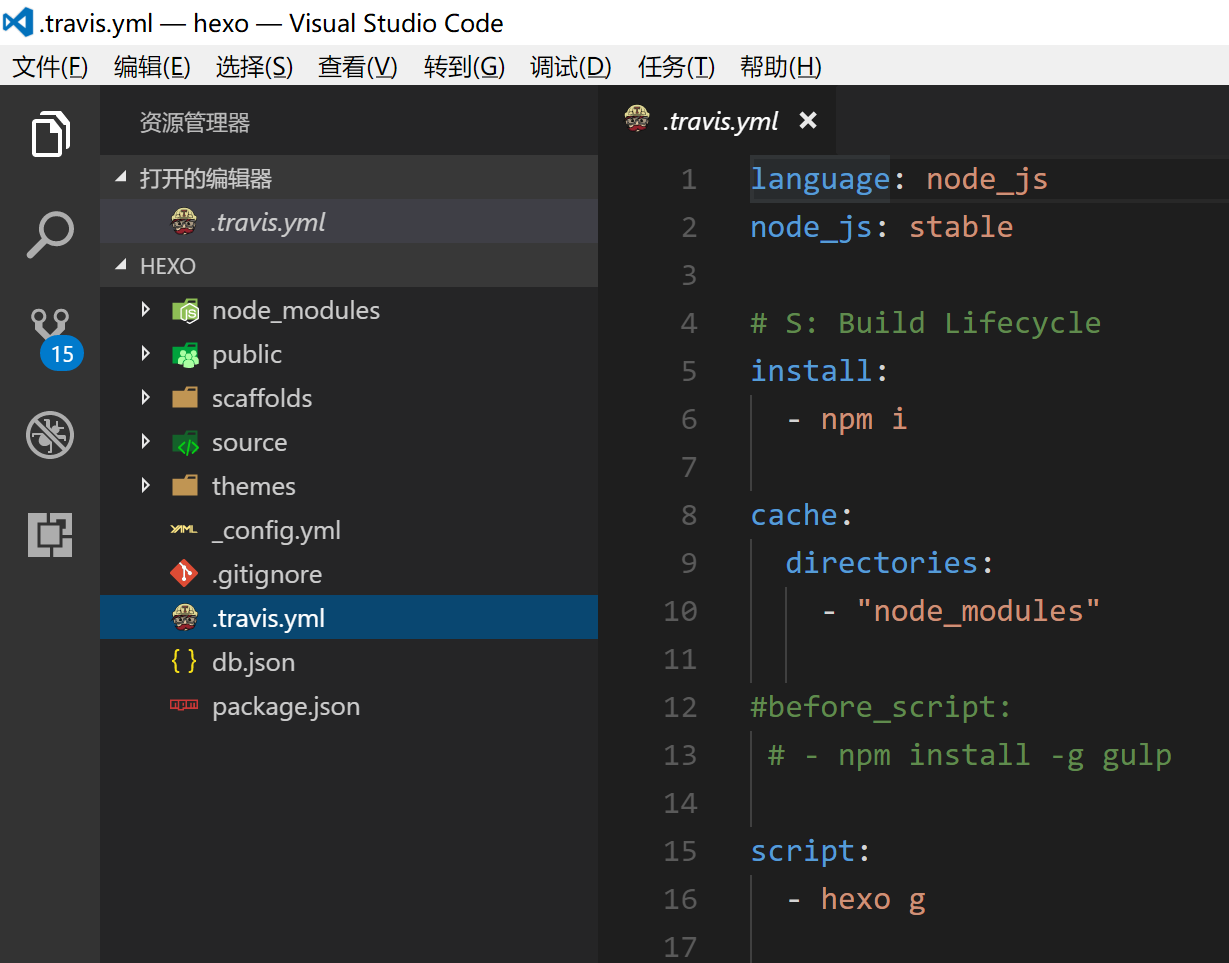 .travis.yml — hexo — Visual Studio Code
文件(F) 编辑(E) 选择(S) 查看(V) 转到(G) 调试(D) 任务(T) 帮助(H)
资源管理器
打开的编辑器
.travis.yml
HEXO
node_modules
public
scaffolds
source
themes
_config.yml
.gitignore
.travis.yml
db.json
package.json
15
.travis.yml
1 language: node_js
2 node_js: stable
3
4 # S: Build Lifecycle
5 install:
6 - npm i
7
8 cache:
9 directories:
10 - "node_modules"
11
12 #before_script:
13 # - npm install -g gulp
14
15 script:
16 - hexo g
17